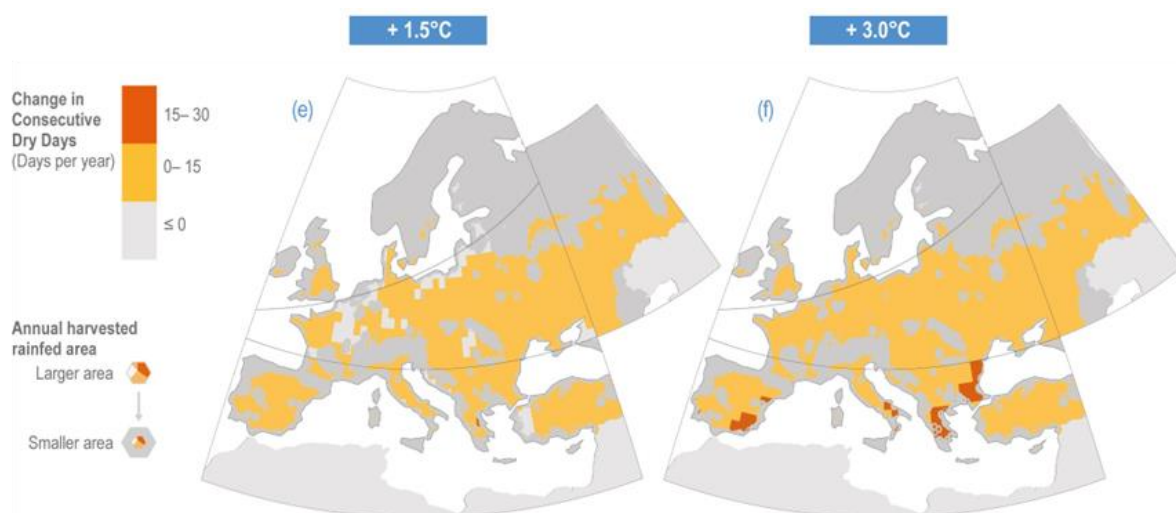 + 1.5°C
+ 3.0°C
Change in
Consecutive
Dry Days
(Days per year)
15– 30
0– 15
≤ 0
Annual harvested
rainfed area
Larger area
Smaller area
(e)
(f)